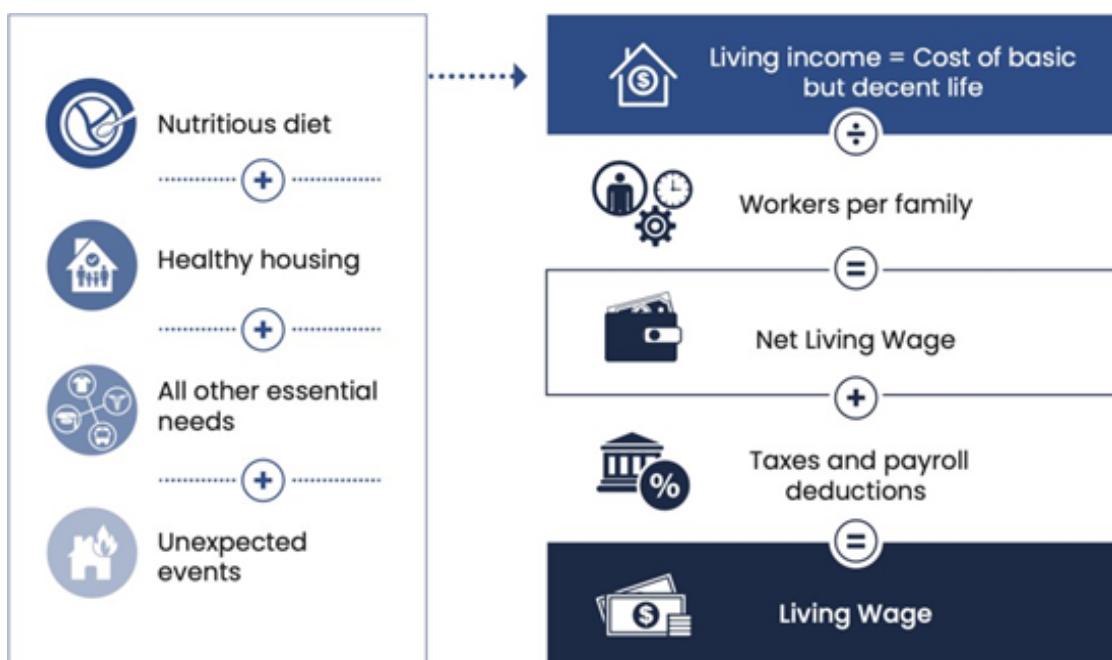 Nutritious diet
+
Healthy housing
+
All other essential
needs
+
Unexpected
events
$
Living income = Cost of basic
but decent life
÷
Workers per family
=
Net Living Wage
+
%
Taxes and payroll
deductions
=
$
Living Wage